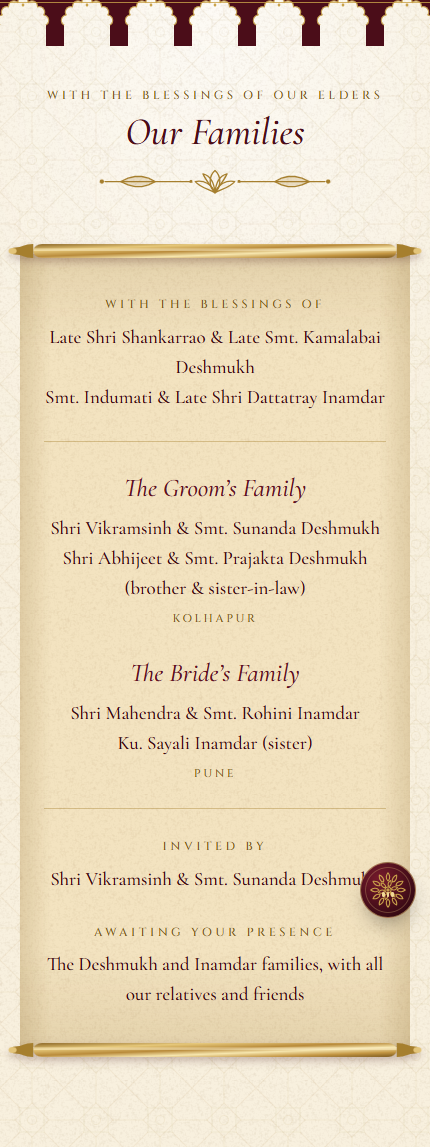 WITH THE BLESSINGS OF OUR ELDERS
Our Families
WITH THE BLESSINGS OF
Late Shri Shankarrao & Late Smt. Kamalabai
Deshmukh
Smt. Indumati & Late Shri Dattatray Inamdar
The Groom’s Family
Shri Vikramsinh & Smt. Sunanda Deshmukh
Shri Abhijeet & Smt. Prajakta Deshmukh
(brother & sister-in-law)
KOLHAPUR
The Bride’s Family
Shri Mahendra & Smt. Rohini Inamdar
Ku. Sayali Inamdar (sister)
PUNE
INVITED BY
Shri Vikramsinh & Smt. Sunanda
AWAITING YOUR PRESENCE
The Deshmukh and Inamdar families, with all
our relatives and friends